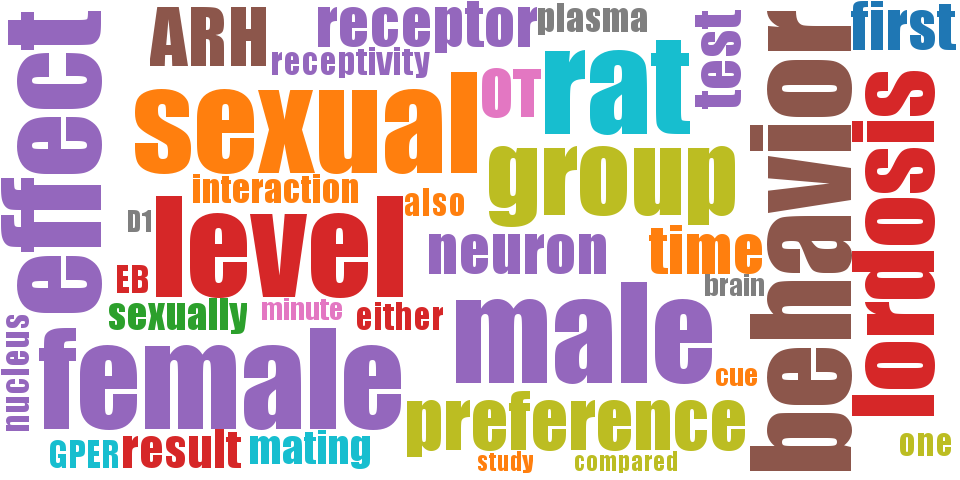 effect
ARH
receptor
receptivity
plasma
test
behavior
first
lordosis
sexual
OT
rat
group
interaction
also
D1
level
neuron
time
brain
EB
sexually
minute
either
male
cue
nucleus
female
preference
GPER
result
mating
study
compared
one